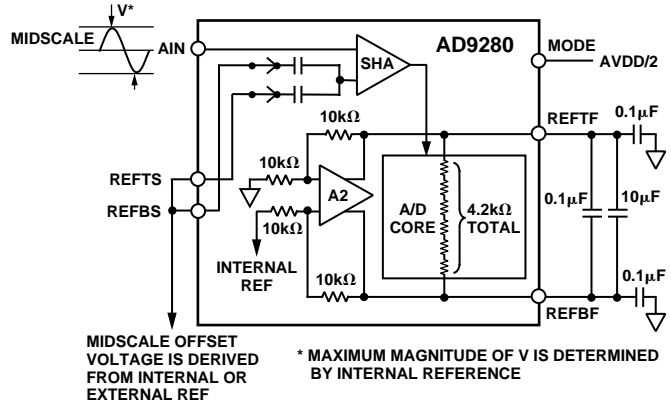 V*
MIDSCALE
AIN
SHA
AD9280
MODE
AVDD/2
10kΩ
REFTF
0.1μF
10kΩ
REFTS
REFBS
A2
A/D
CORE
4.2kΩ
TOTAL
0.1μF
10μF
10kΩ
INTERNAL
REF
10kΩ
0.1μF
REFBF
MIDSCALE OFFSET
VOLTAGE IS DERIVED
FROM INTERNAL OR
EXTERNAL REF
* MAXIMUM MAGNITUDE OF V IS DETERMINED
BY INTERNAL REFERENCE